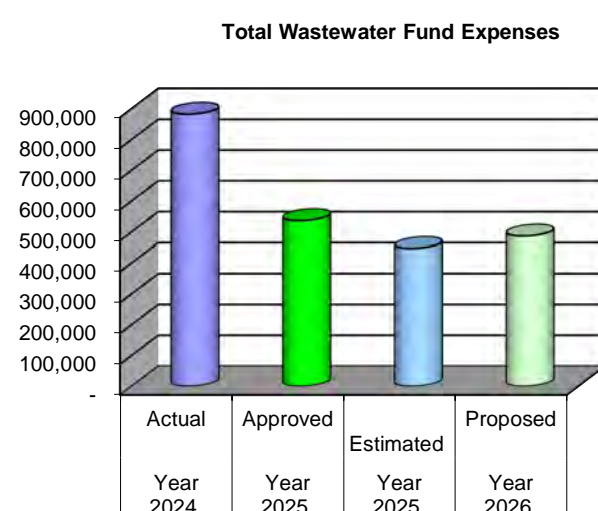 Total Wastewater Fund Expenses
900,000
800,000
700,000
600,000
500,000
400,000
300,000
200,000
100,000
-
Actual Approved Proposed
Estimated
Year Year Year Year
2024 2025 2025 2026